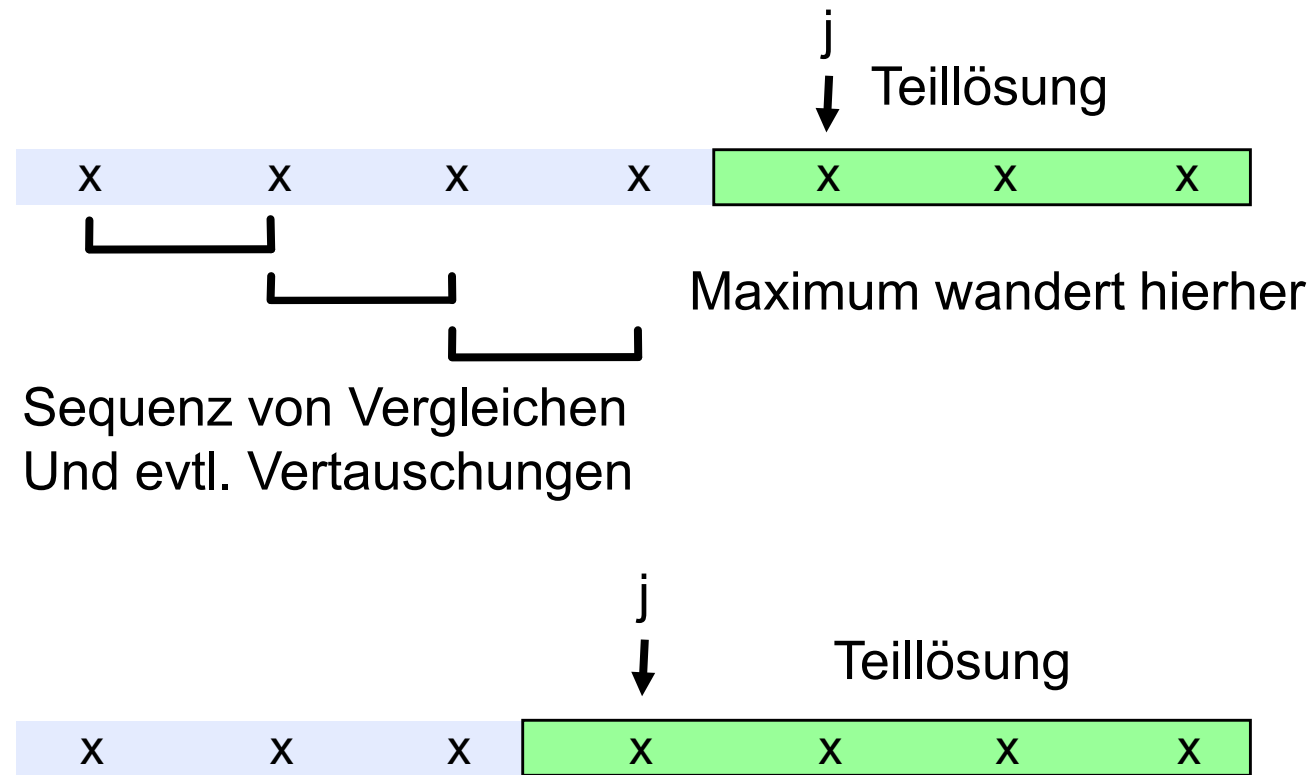 j
Teillösung
x x x x x x x
Maximum wandert hierher
Sequenz von Vergleichen
Und evtl. Vertauschungen
j
Teillösung
x x x x x x x